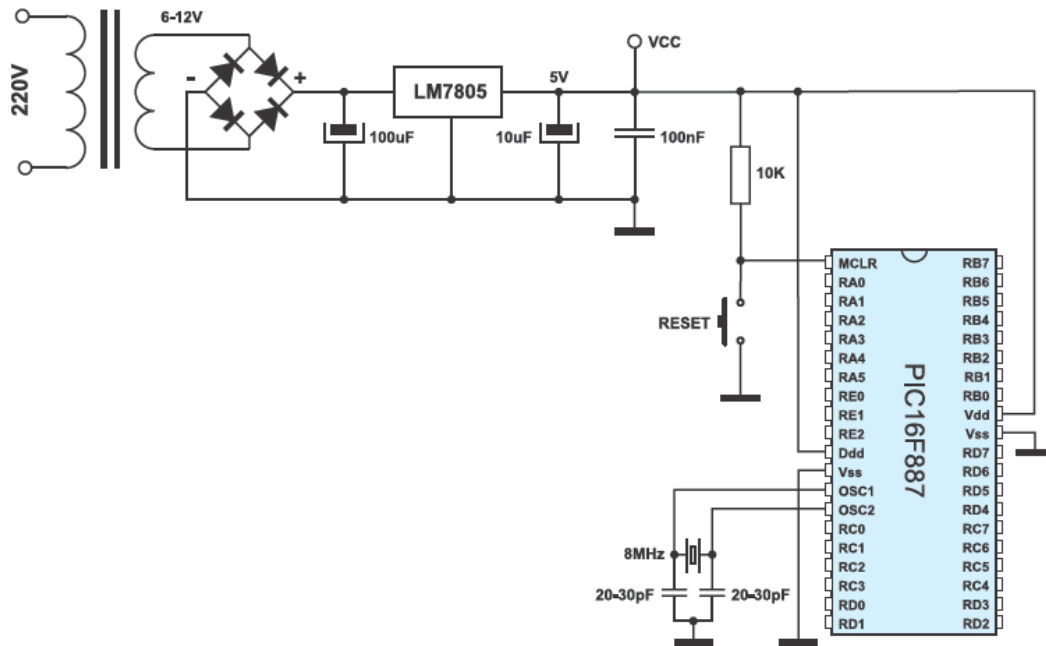 6-12V
220V
-
+
LM7805
100uF
5V
10uF
VCC
100nF
10K
RESET
MCLR
RA0
RA1
RA2
RA3
RA4
RA5
RE0
RE1
RE2
Ddd
Vss
OSC1
OSC2
RC0
RC1
RC2
RC3
RD0
RD1
PIC16F887
RB7
RB6
RB5
RB4
RB3
RB2
RB1
RB0
Vdd
Vss
RD7
RD6
RD5
RD4
RC7
RC6
RC5
RC4
RD3
RD2
8MHz
20-30pF
20-30pF